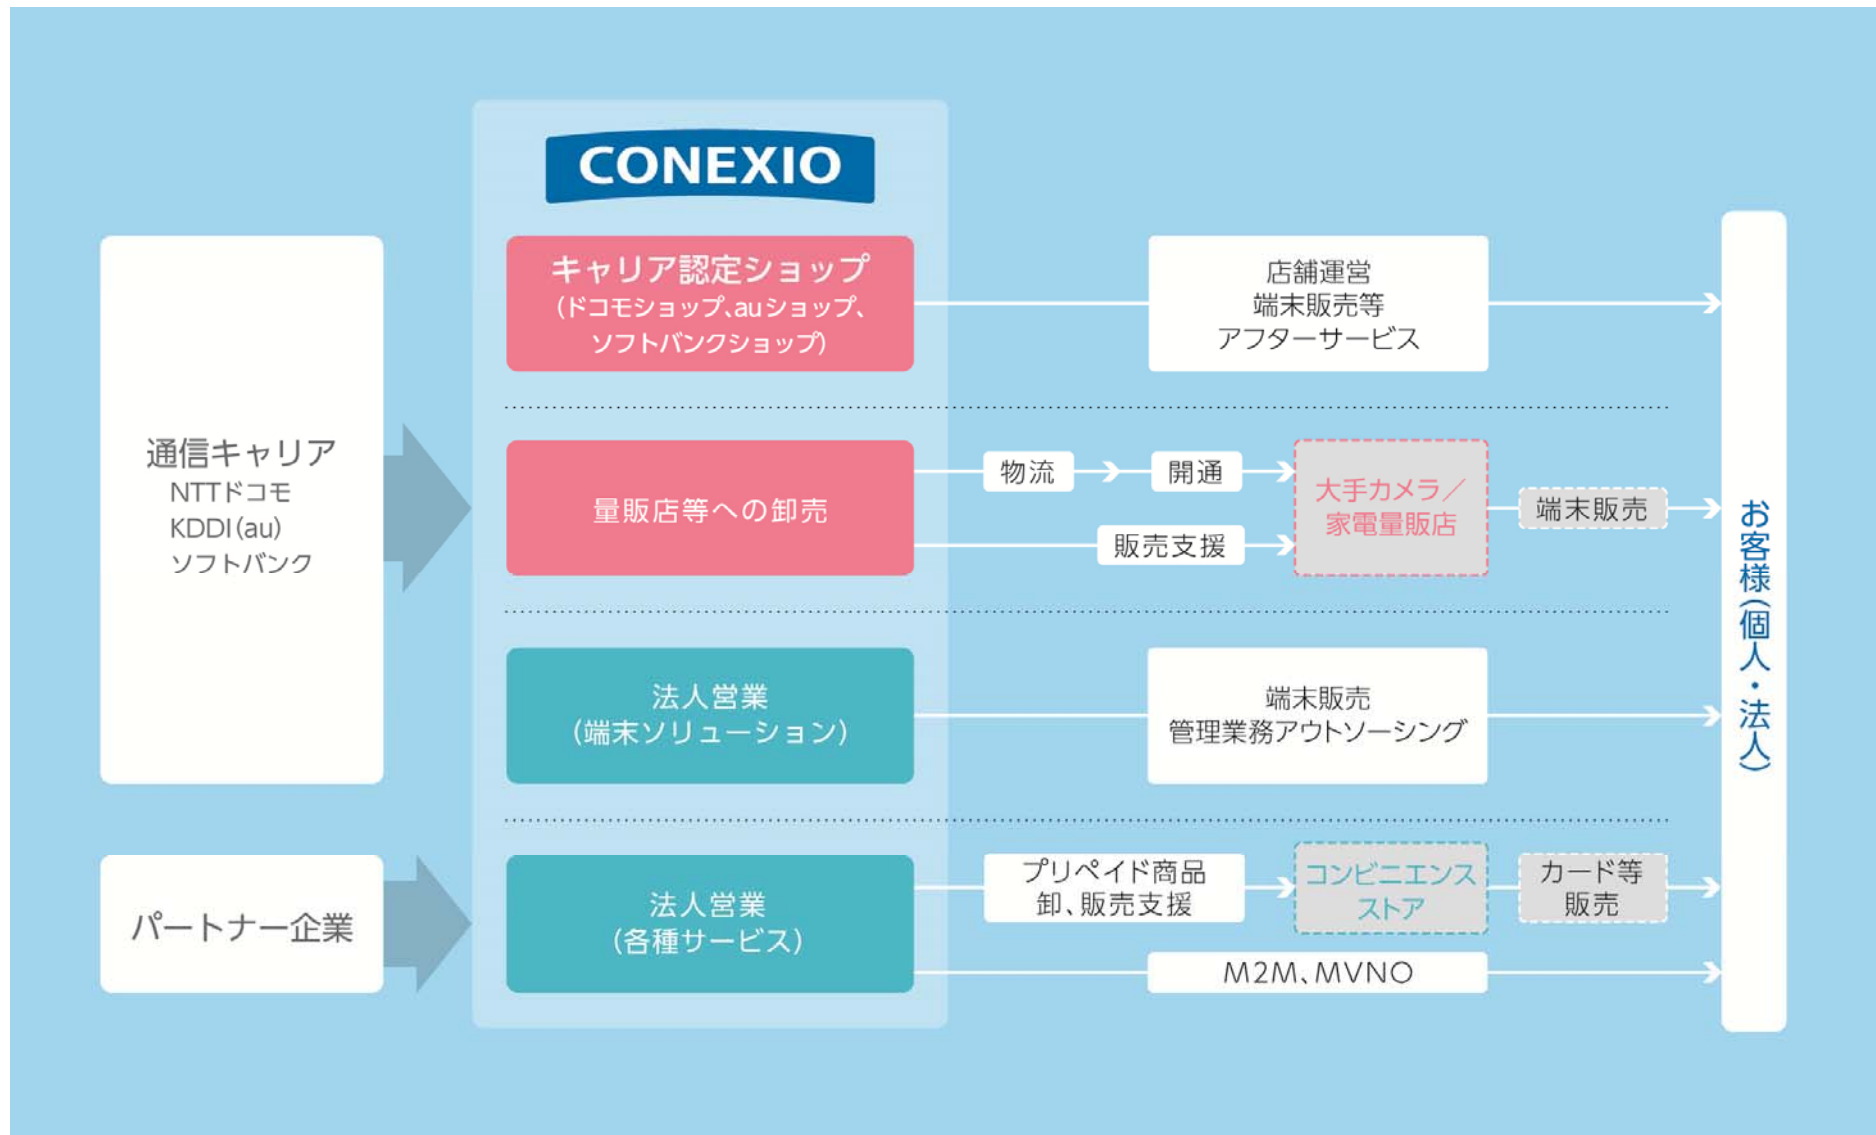 CONEXIO
通信キャリア
NTTドコモ
KDDI(au)
ソフトバンク
キャリア認定ショップ
(ドコモショップ、auショップ、
ソフトバンクショップ)
店舗運営
端末販売等
アフターサービス
量販店等への卸売
物流
開通
販売支援
大手カメラ／
家電量販店
端末販売
法人営業
(端末ソリューション)
端末販売
管理業務アウトソーシング
パートナー企業
法人営業
(各種サービス)
プリペイド商品
卸、販売支援
コンビニエンス
ストア
カード等
販売
M2M、MVNO
お客様(個人・法人)